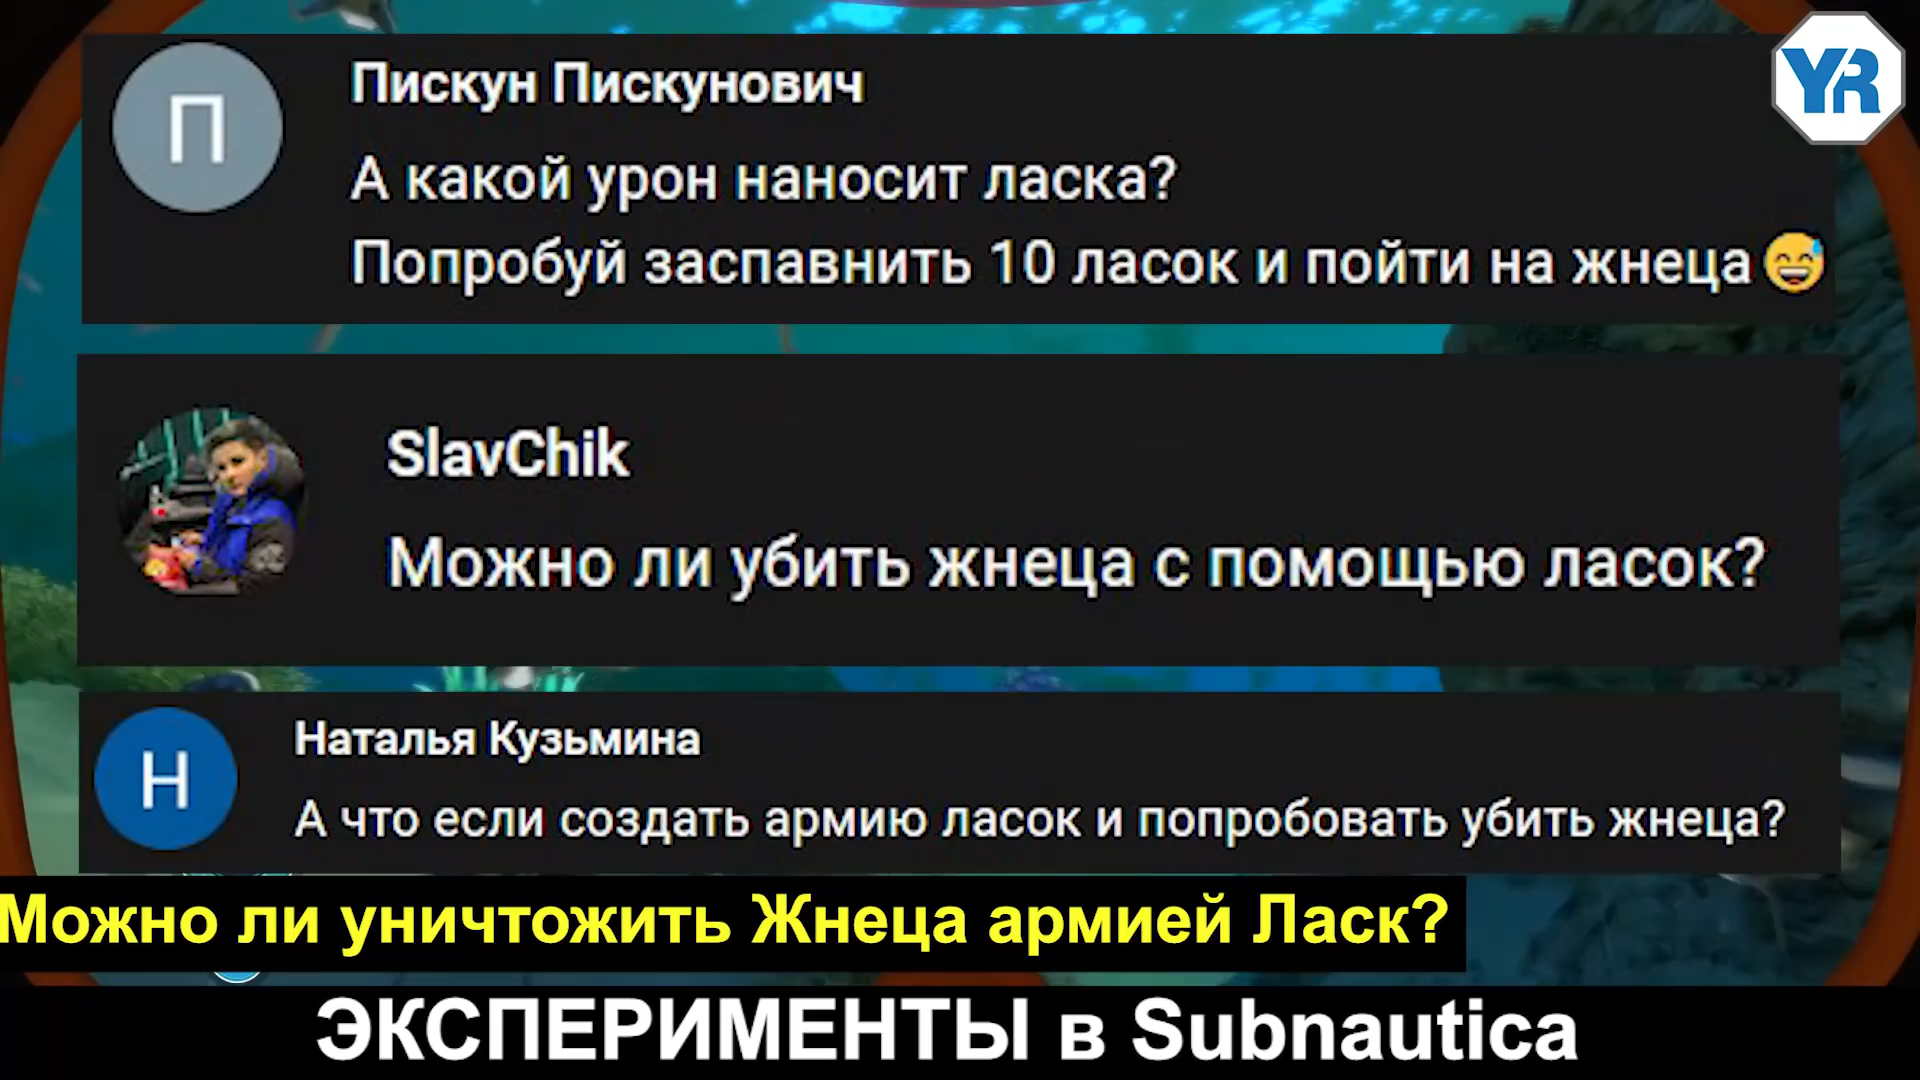 YR
П
Пискун Пискунович
А какой урон наносит ласка?
Попробуй заспавнить 10 ласок и пойти на жнеца😅
SlavChik
Можно ли убить жнеца с помощью ласок?
Н
Наталья Кузьмина
А что если создать армию ласок и попробовать убить жнеца?
Можно ли уничтожить Жнеца армией Ласк?
ЭКСПЕРИМЕНТЫ в Subnautica